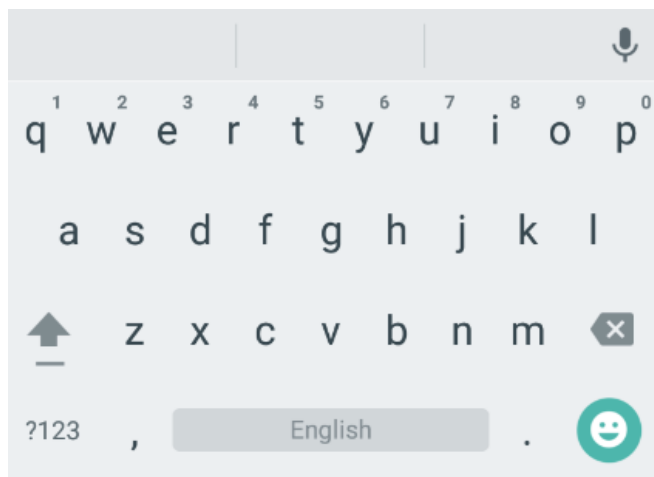 1 2 3 4 5 6 7 8 9 0
q w e r t y u i o p
a s d f g h j k l
z x c v b n m
?123 , English .